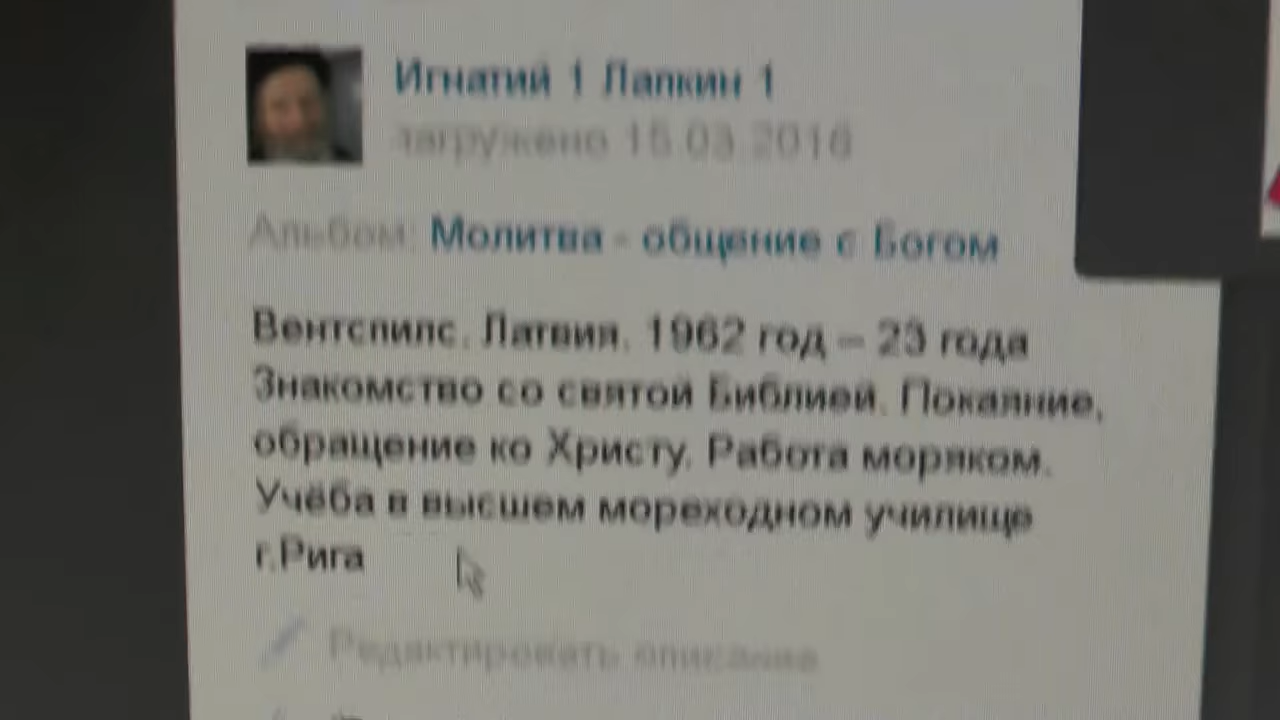 Игнатий 1 Лапкин 1
загружено 15.03.2016
Альбом: Молитва - общение с Богом
Вентспилс. Латвия. 1962 год – 23 года
Знакомство со святой Библией. Покаяние,
обращение ко Христу. Работа моряком.
Учёба в высшем мореходном училище
г.Рига
Редактировать описание